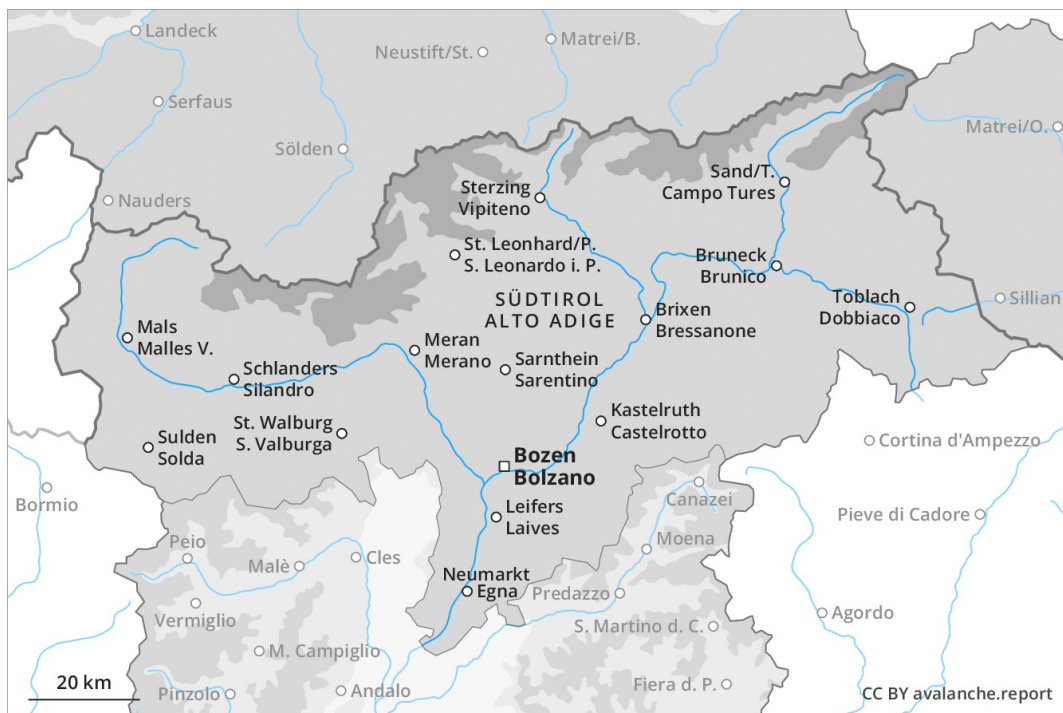 Landeck
Neustift/St.
Matrei/B.
Serfaus
Matrei/O.
Sölden
Sand/T.
Campo Tures
Sterzing
Vipiteno
Nauders
St. Leonhard/P.
S. Leonardo i. P.
Bruneck
Brunico
SÜDTIROL
ALTO ADIGE
Toblach
Dobbiaco
Sillian
Brixen
Bressanone
Mals
Malles V.
Meran
Merano
Sarnthein
Sarentino
Schlanders
Silandro
Kastelruth
Castelrotto
St. Walburg
S. Valburga
Sulden
Solda
Cortina d'Ampezzo
Bozen
Bolzano
Bormio
Canazei
Leifers
Laives
Pieve di Cadore
Moena
Peio
Malè
Cles
Neumarkt
Egna
Predazzo
Vermiglio
Agordo
S. Martino d. C.
M. Campiglio
20 km
Pinzolo
Andalo
Fiera d. P.
CC BY avalanche.report